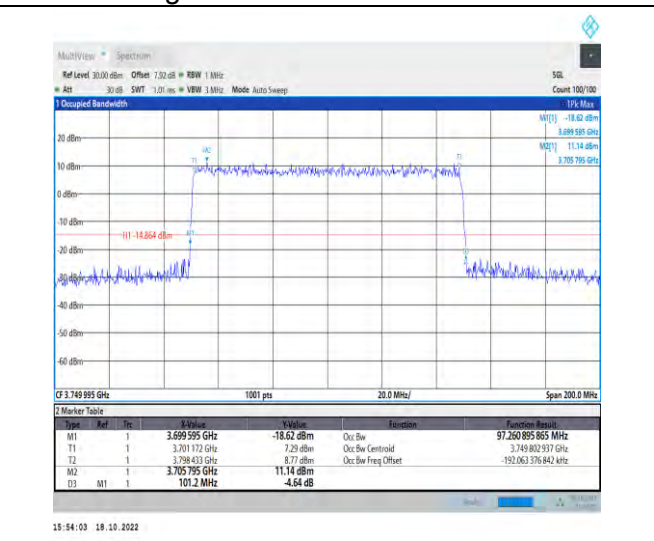 MultiView Spectrum
Ref Level 30.00 dBm Offset 7.92 dB RBW 1 MHz SGL
Att 30 dB SWT 1.01 ms VBW 3 MHz Mode Auto Sweep Count 100/100
1 Occupied Bandwidth 1Pk Max
M1[1] -18.62 dBm
3.699 595 GHz
M2[1] 11.14 dBm
3.705 795 GHz
20 dBm
M2
T1
T2
10 dBm
0 dBm
-10 dBm
H1 -14.864 dBm M1
-20 dBm
-30 dBm
-40 dBm
-50 dBm
-60 dBm
CF 3.749 995 GHz 1001 pts 20.0 MHz/ Span 200.0 MHz
2 Marker Table
Type Ref Trc X-Value Y-Value Function Function Result
M1 1 3.699 595 GHz -18.62 dBm Occ Bw 97.260 895 865 MHz
T1 1 3.701 172 GHz 7.29 dBm Occ Bw Centroid 3.749 802 937 GHz
T2 1 3.798 433 GHz 8.77 dBm Occ Bw Freq Offset -192.063 376 842 kHz
M2 1 3.705 795 GHz 11.14 dBm
D3 M1 1 101.2 MHz -4.64 dB
15:54:03 18.10.2022